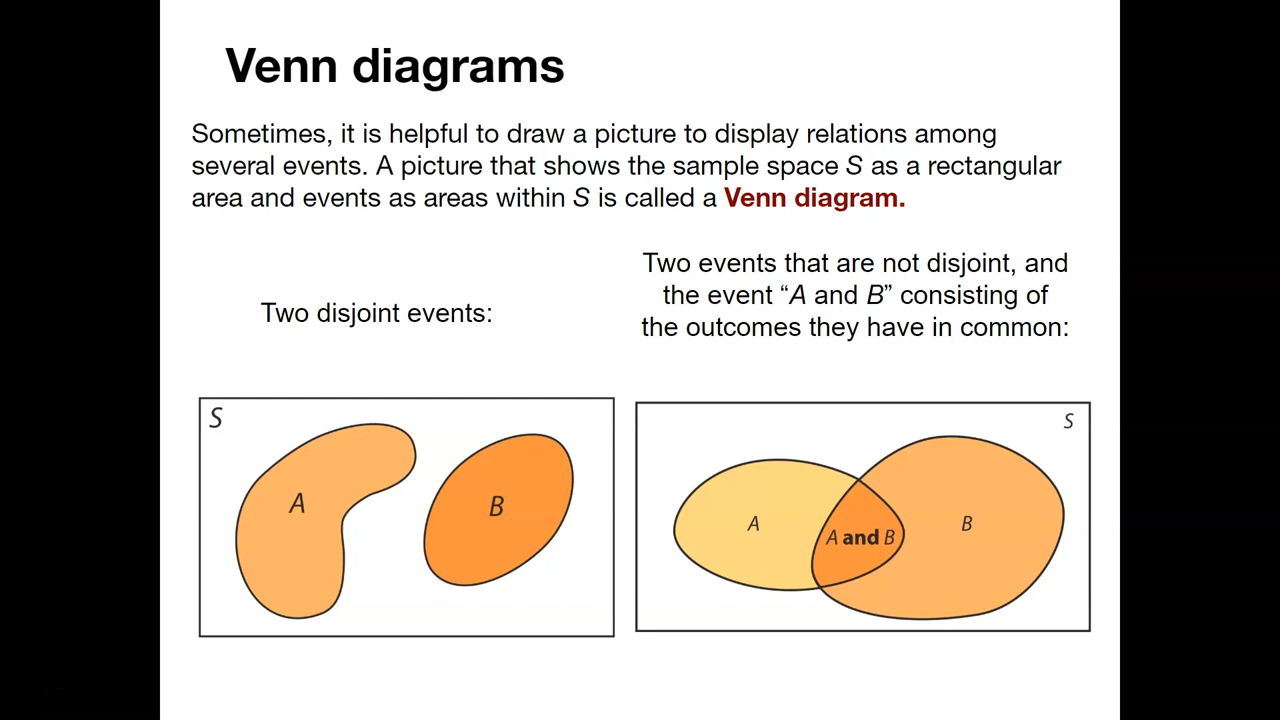 Venn diagrams
Sometimes, it is helpful to draw a picture to display relations among
several events. A picture that shows the sample space S as a rectangular
area and events as areas within S is called a Venn diagram.
Two disjoint events:
Two events that are not disjoint, and
the event “A and B” consisting of
the outcomes they have in common:
S
A
B
S
A
A and B
B